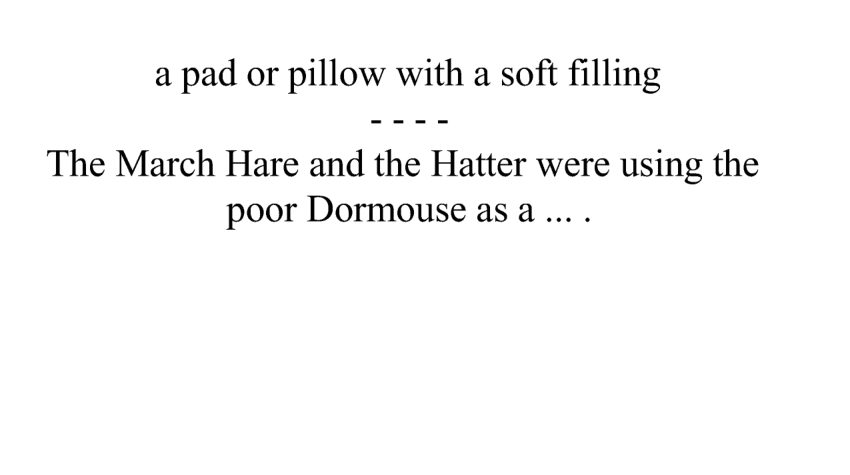 a pad or pillow with a soft filling
- - - -
The March Hare and the Hatter were using the
poor Dormouse as a ... .